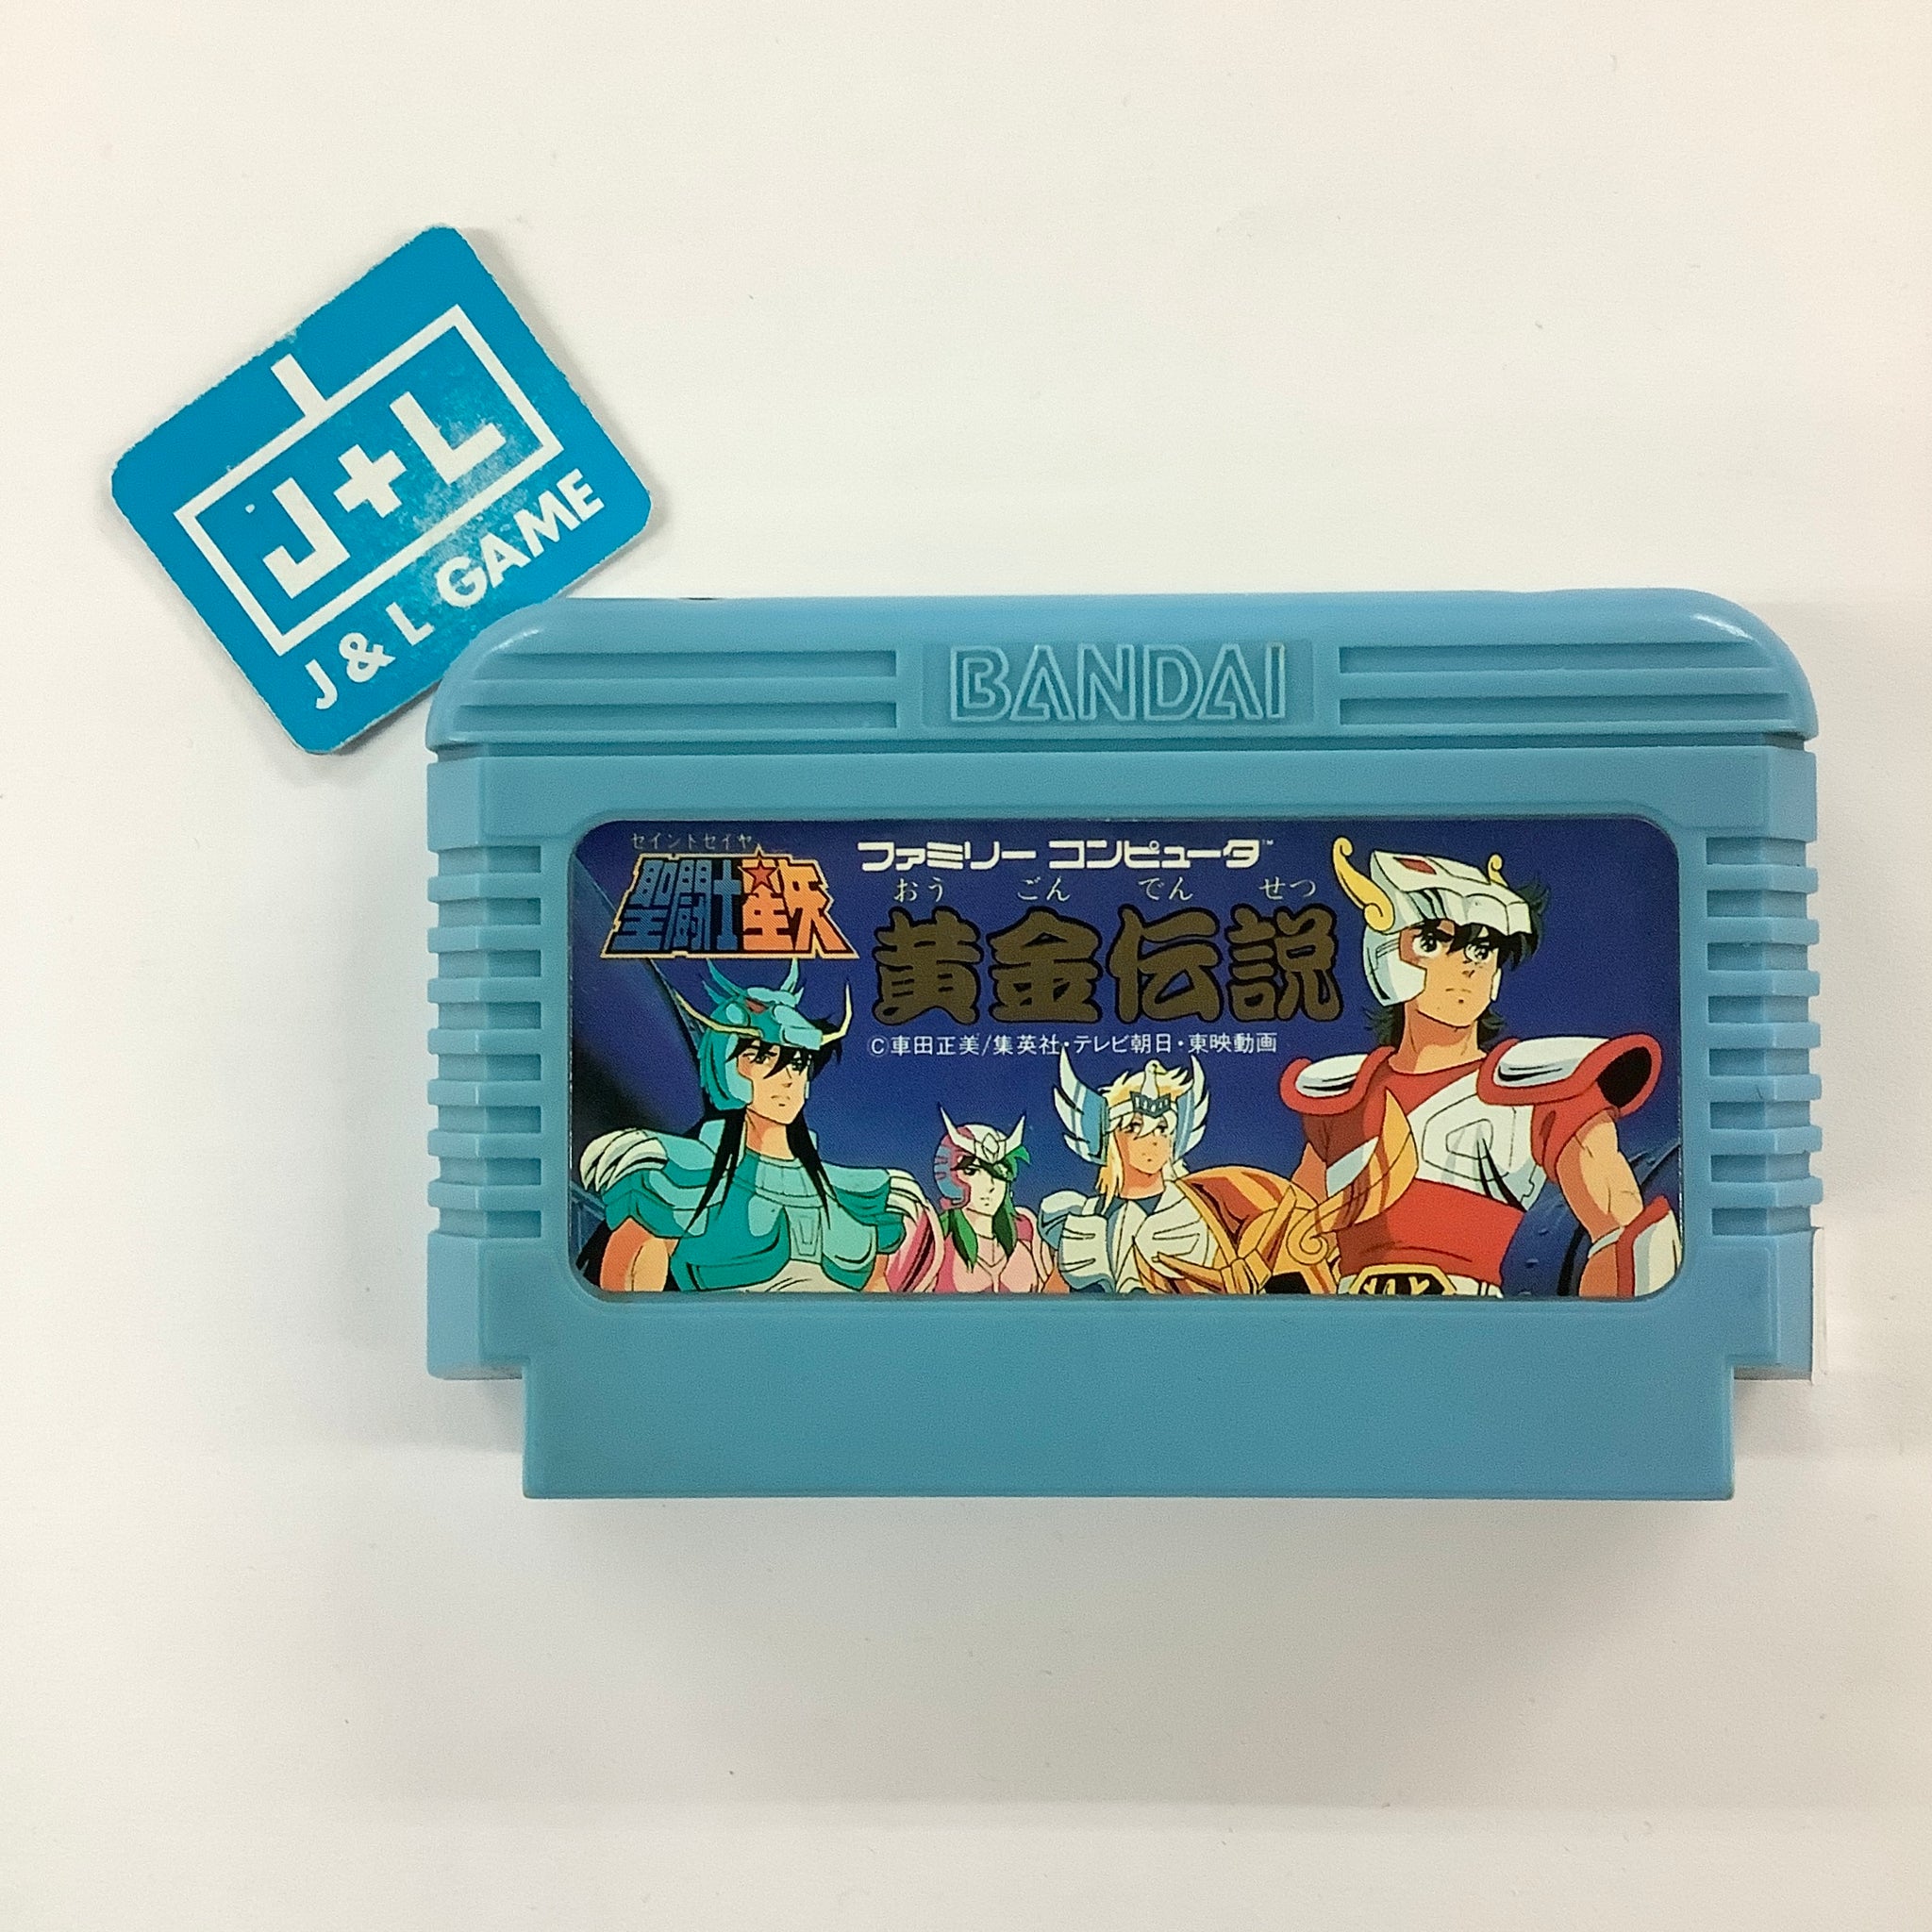 J+L
J & L GAME
BANDAI
セイントセイヤ
聖闘士星矢
ファミリー コンピュータ™
おう ごん でん せつ
黄金伝説
©車田正美/集英社・テレビ朝日・東映動画